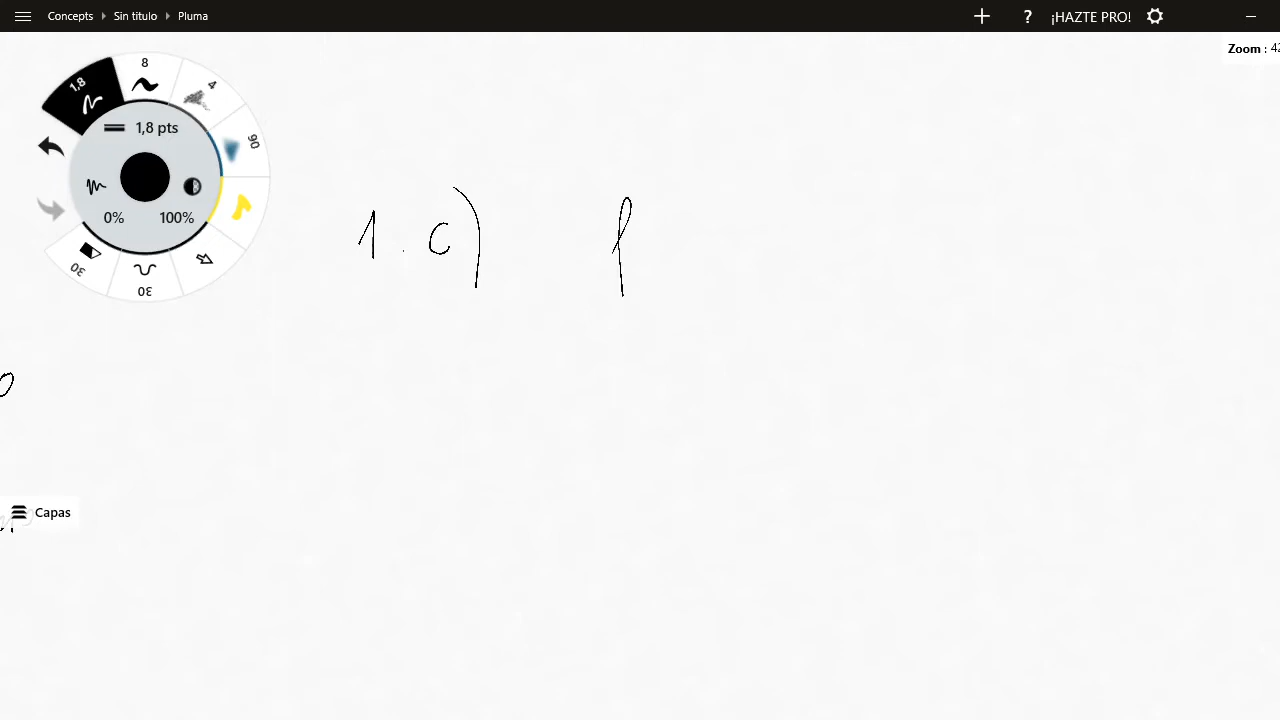 Concepts Sin titulo Pluma + ? ¡HAZTE PRO!
Zoom : 42
8
1,8
4
90
1,8 pts
0% 100%
30
30
1. c) f
Capas